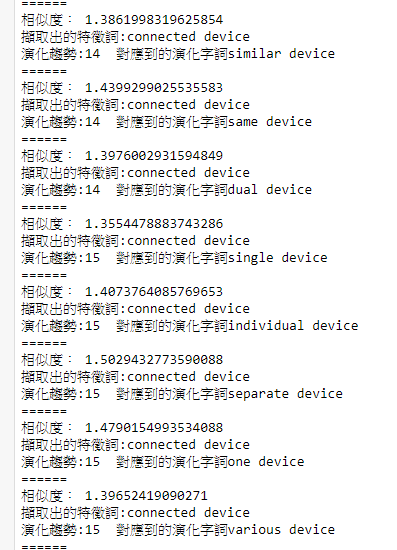 ======
相似度： 1.3861998319625854
擷取出的特徵詞:connected device
演化趨勢:14  對應到的演化字詞similar device
======
相似度： 1.4399299025535583
擷取出的特徵詞:connected device
演化趨勢:14  對應到的演化字詞same device
======
相似度： 1.3976002931594849
擷取出的特徵詞:connected device
演化趨勢:14  對應到的演化字詞dual device
======
相似度： 1.3554478883743286
擷取出的特徵詞:connected device
演化趨勢:15  對應到的演化字詞single device
======
相似度： 1.4073764085769653
擷取出的特徵詞:connected device
演化趨勢:15  對應到的演化字詞individual device
======
相似度： 1.5029432773590088
擷取出的特徵詞:connected device
演化趨勢:15  對應到的演化字詞separate device
======
相似度： 1.4790154993534088
擷取出的特徵詞:connected device
演化趨勢:15  對應到的演化字詞one device
======
相似度： 1.39652419090271
擷取出的特徵詞:connected device
演化趨勢:15  對應到的演化字詞various device
======